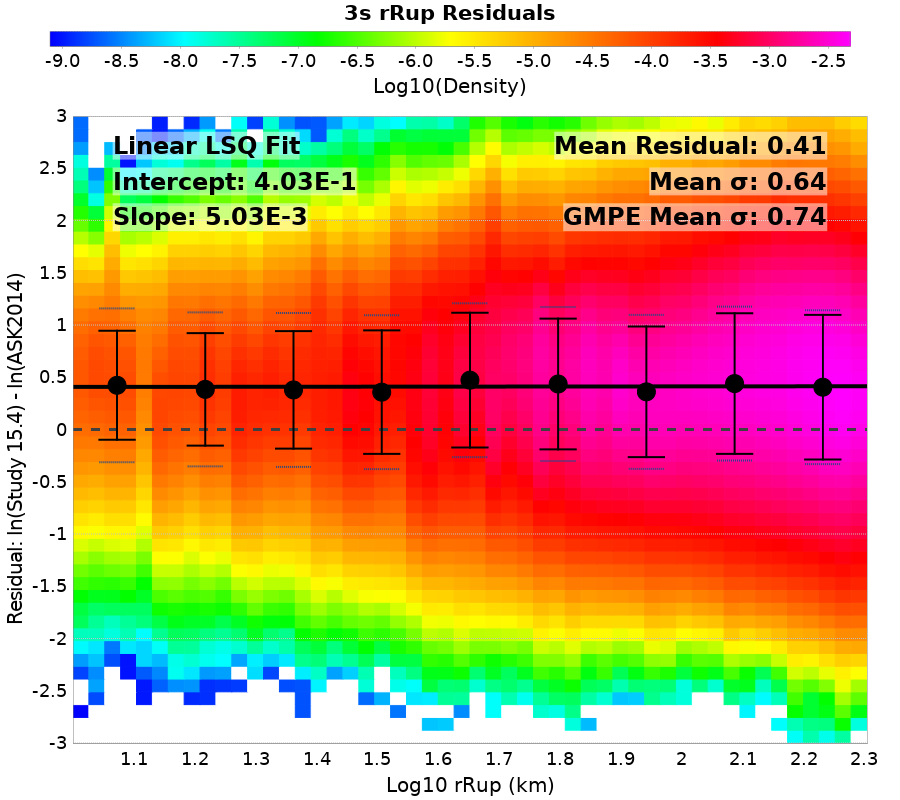 3s rRup Residuals
-9.0 -8.5 -8.0 -7.5 -7.0 -6.5 -6.0 -5.5 -5.0 -4.5 -4.0 -3.5 -3.0 -2.5
Log10(Density)
Linear LSQ Fit
Intercept: 4.03E-1
Slope: 5.03E-3
Mean Residual: 0.41
Mean σ: 0.64
GMPE Mean σ: 0.74
Residual: ln(Study 15.4) - ln(ASK2014)
3
2.5
2
1.5
1
0.5
0
-0.5
-1
-1.5
-2
-2.5
-3
1.1 1.2 1.3 1.4 1.5 1.6 1.7 1.8 1.9 2 2.1 2.2 2.3
Log10 rRup (km)